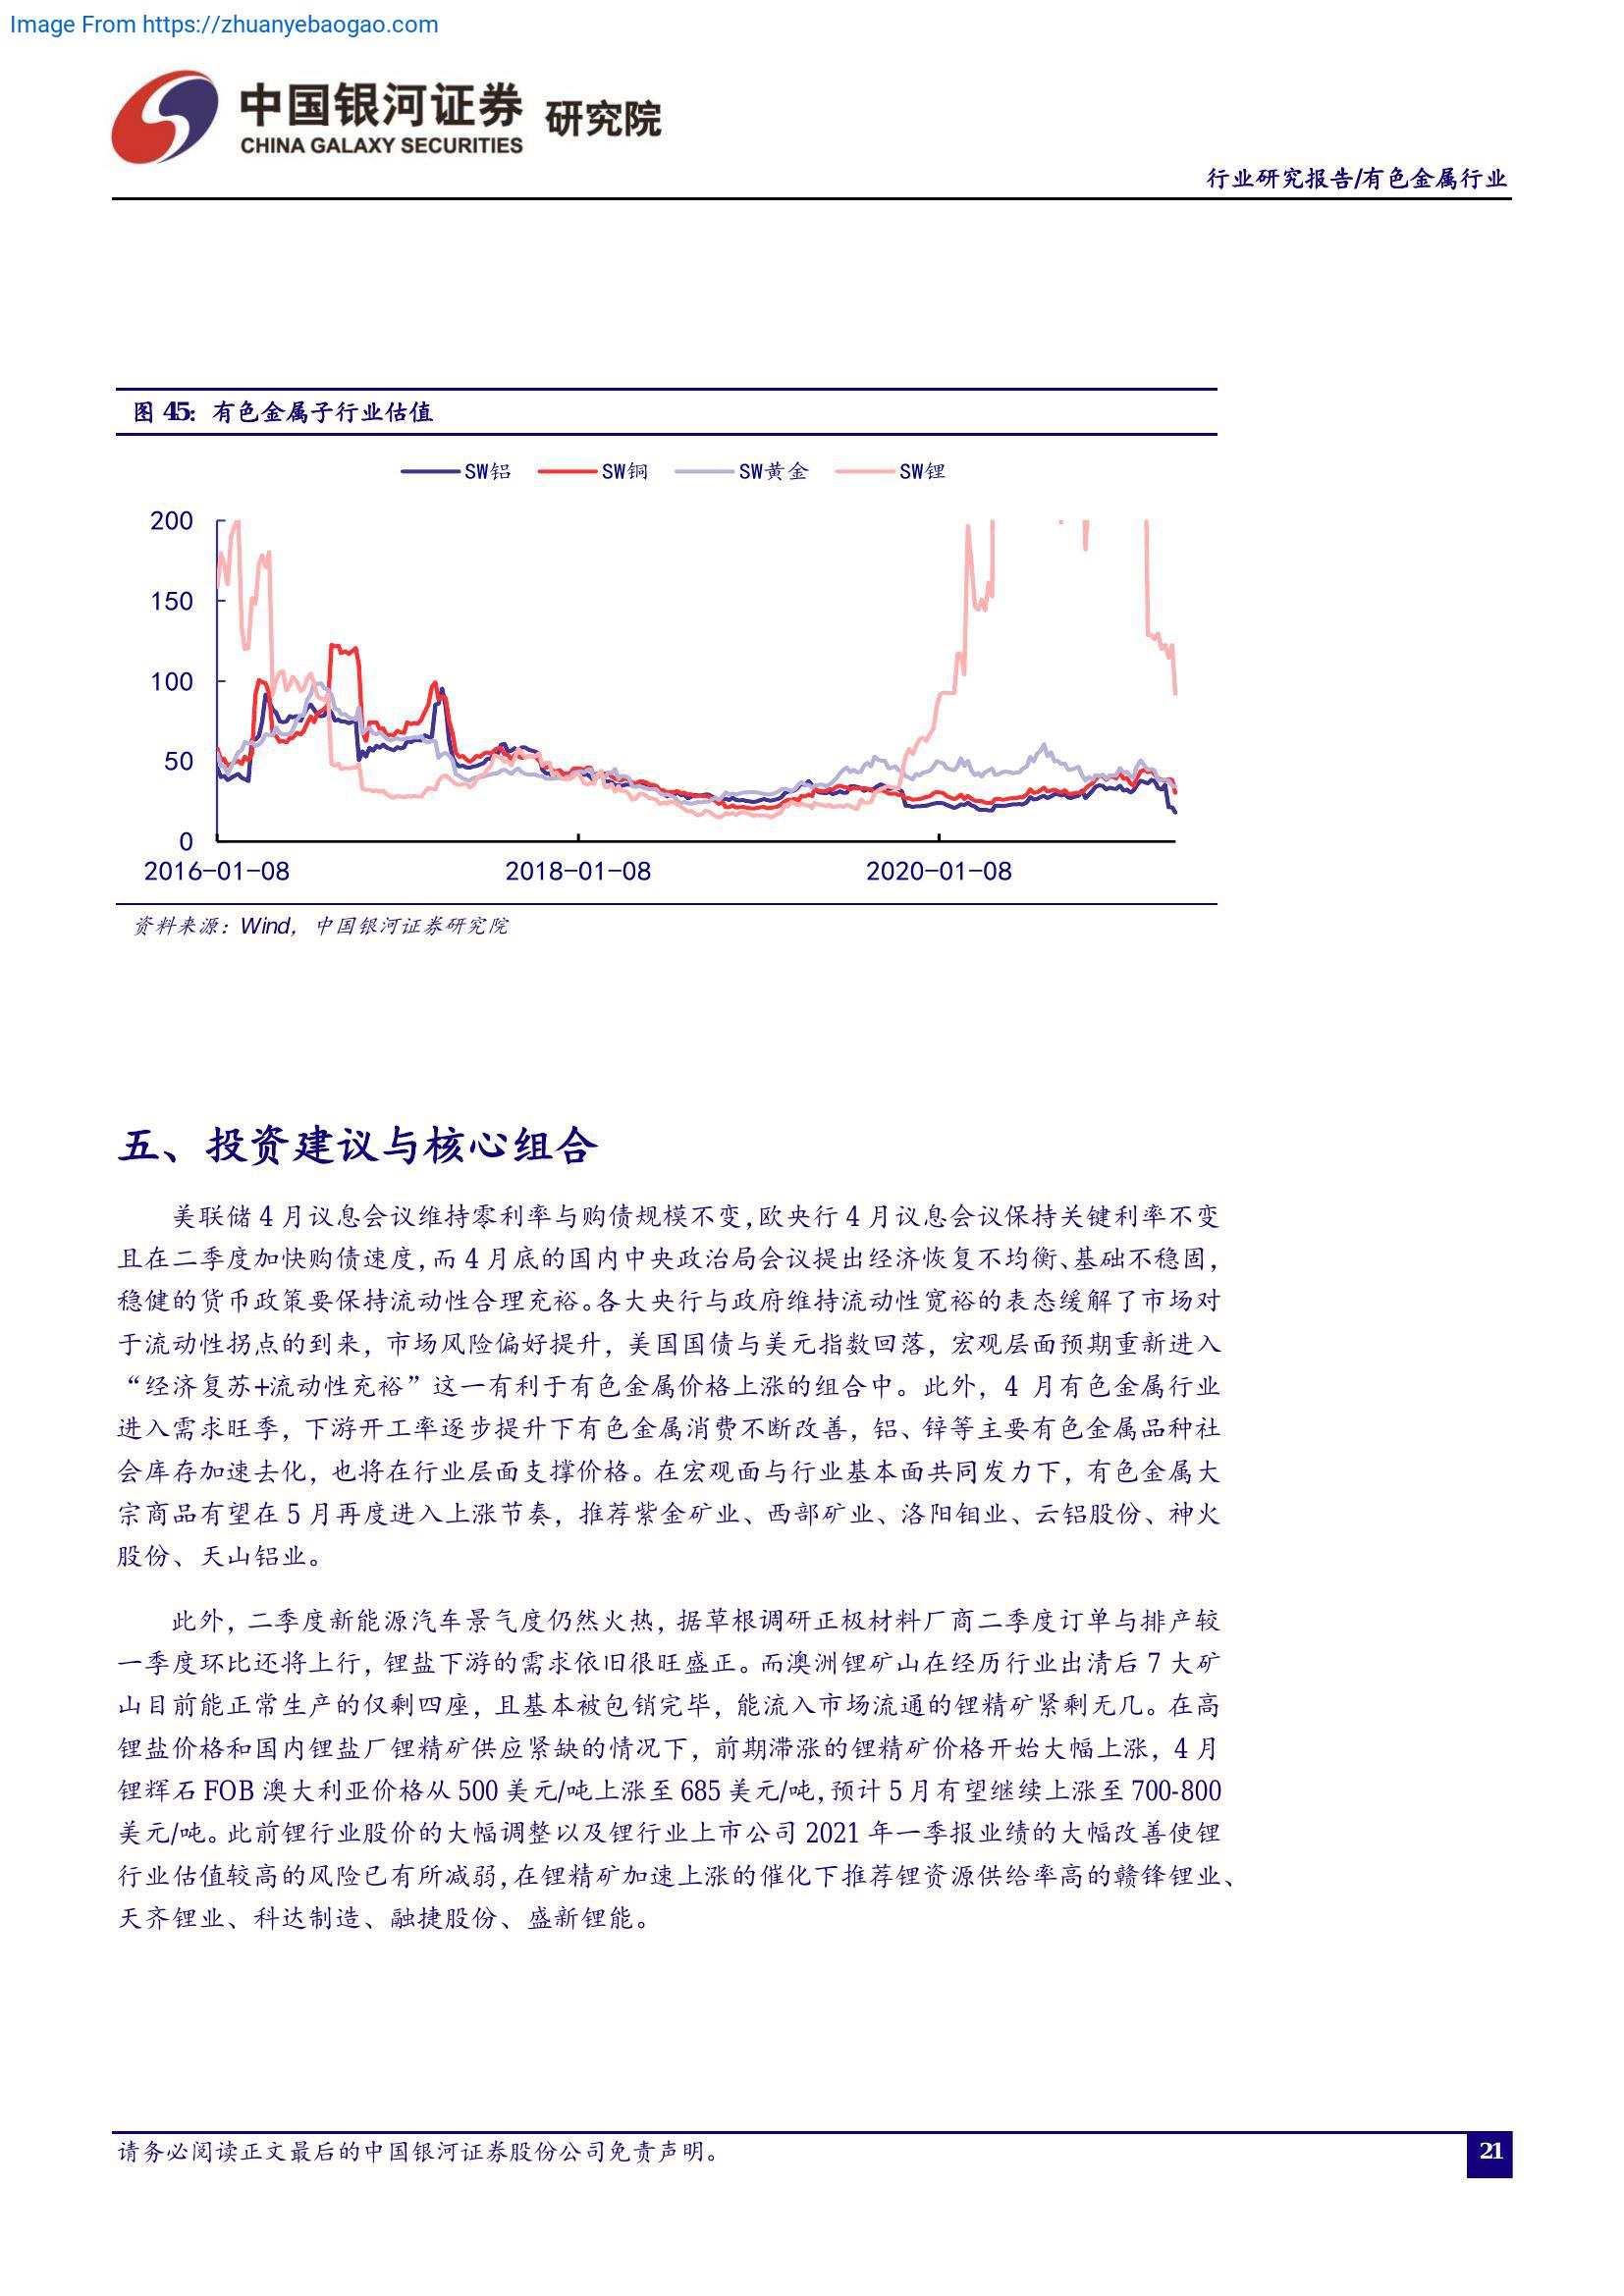 Image From https://zhuanyebaogao.com
中国银河证券 研究院
CHINA GALAXY SECURITIES
行业研究报告/有色金属行业
图 45: 有色金属子行业估值
SW铝 SW铜 SW黄金 SW锂
200
150
100
50
0
2016-01-08 2018-01-08 2020-01-08
资料来源：Wind，中国银河证券研究院
五、投资建议与核心组合
美联储 4 月议息会议维持零利率与购债规模不变，欧央行 4 月议息会议保持关键利率不变
且在二季度加快购债速度，而 4 月底的国内中央政治局会议提出经济恢复不均衡、基础不稳固，
稳健的货币政策要保持流动性合理充裕。各大央行与政府维持流动性宽裕的表态缓解了市场对
于流动性拐点的到来，市场风险偏好提升，美国国债与美元指数回落，宏观层面预期重新进入
“经济复苏+流动性充裕”这一有利于有色金属价格上涨的组合中。此外，4 月有色金属行业
进入需求旺季，下游开工率逐步提升下有色金属消费不断改善，铝、锌等主要有色金属品种社
会库存加速去化，也将在行业层面支撑价格。在宏观面与行业基本面共同发力下，有色金属大
宗商品有望在 5 月再度进入上涨节奏，推荐紫金矿业、西部矿业、洛阳钼业、云铝股份、神火
股份、天山铝业。
此外，二季度新能源汽车景气度仍然火热，据草根调研正极材料厂商二季度订单与排产较
一季度环比还将上行，锂盐下游的需求依旧很旺盛正。而澳洲锂矿山在经历行业出清后 7 大矿
山目前能正常生产的仅剩四座，且基本被包销完毕，能流入市场流通的锂精矿紧剩无几。在高
锂盐价格和国内锂盐厂锂精矿供应紧缺的情况下，前期滞涨的锂精矿价格开始大幅上涨，4 月
锂辉石 FOB 澳大利亚价格从 500 美元/吨上涨至 685 美元/吨，预计 5 月有望继续上涨至 700-800
美元/吨。此前锂行业股价的大幅调整以及锂行业上市公司 2021 年一季报业绩的大幅改善使锂
行业估值较高的风险已有所减弱，在锂精矿加速上涨的催化下推荐锂资源供给率高的赣锋锂业、
天齐锂业、科达制造、融捷股份、盛新锂能。
请务必阅读正文最后的中国银河证券股份公司免责声明。
21